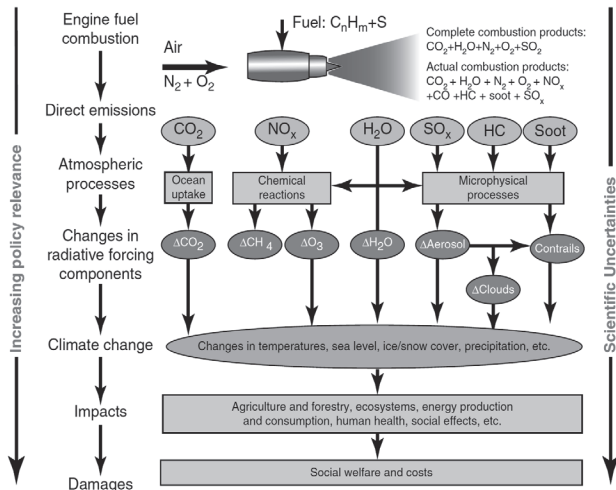 Engine fuel
combustion
Fuel: CₙHₘ+S
Air
N₂ + O₂
Complete combustion products:
CO₂+H₂O+N₂+O₂+SO₂
Actual combustion products:
CO₂ + H₂O + N₂ + O₂ + NOₓ
+CO +HC + soot + SOₓ
Direct emissions
CO₂ NOₓ H₂O SOₓ HC Soot
Atmospheric
processes
Ocean
uptake
Chemical
reactions
Microphysical
processes
Changes in
radiative forcing
components
ΔCO₂ ΔCH₄ ΔO₃ ΔH₂O ΔAerosol Contrails
ΔClouds
Climate change
Changes in temperatures, sea level, ice/snow cover, precipitation, etc.
Impacts
Agriculture and forestry, ecosystems, energy production
and consumption, human health, social effects, etc.
Damages
Social welfare and costs
Increasing policy relevance
Scientific Uncertainties